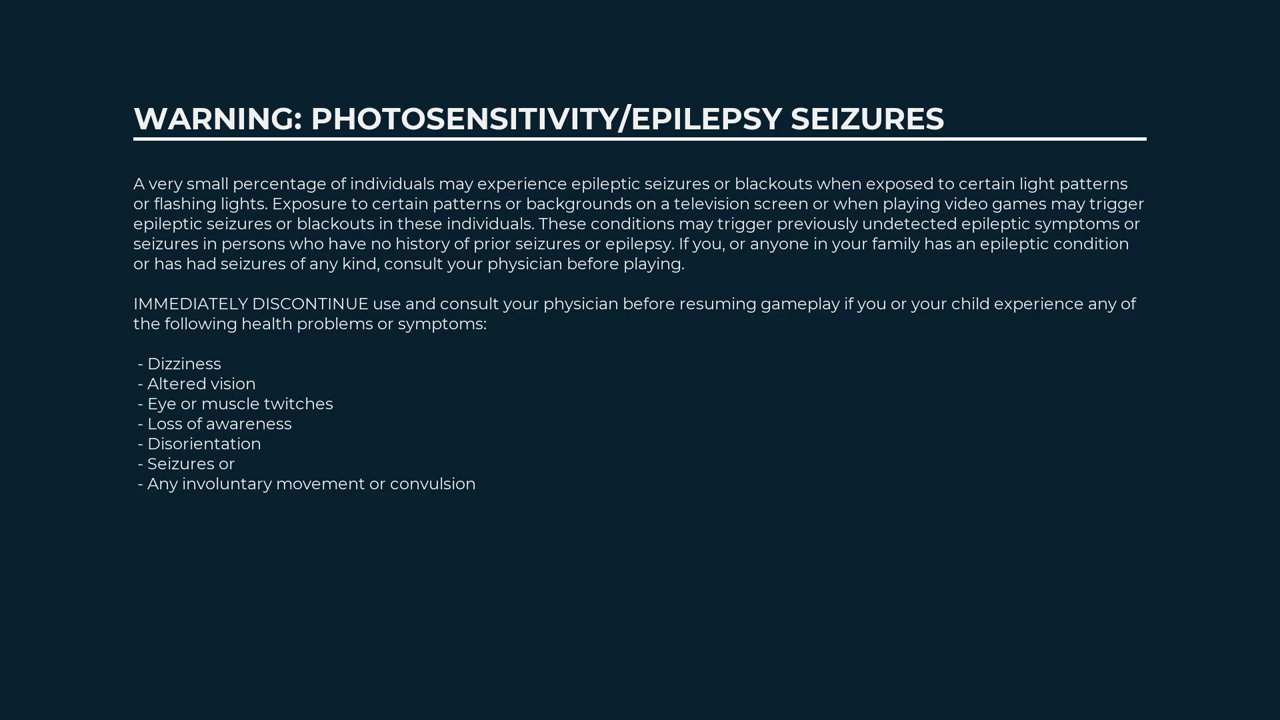 WARNING: PHOTOSENSITIVITY/EPILEPSY SEIZURES
A very small percentage of individuals may experience epileptic seizures or blackouts when exposed to certain light patterns
or flashing lights. Exposure to certain patterns or backgrounds on a television screen or when playing video games may trigger
epileptic seizures or blackouts in these individuals. These conditions may trigger previously undetected epileptic symptoms or
seizures in persons who have no history of prior seizures or epilepsy. If you, or anyone in your family has an epileptic condition
or has had seizures of any kind, consult your physician before playing.
IMMEDIATELY DISCONTINUE use and consult your physician before resuming gameplay if you or your child experience any of
the following health problems or symptoms:
- Dizziness
- Altered vision
- Eye or muscle twitches
- Loss of awareness
- Disorientation
- Seizures or
- Any involuntary movement or convulsion